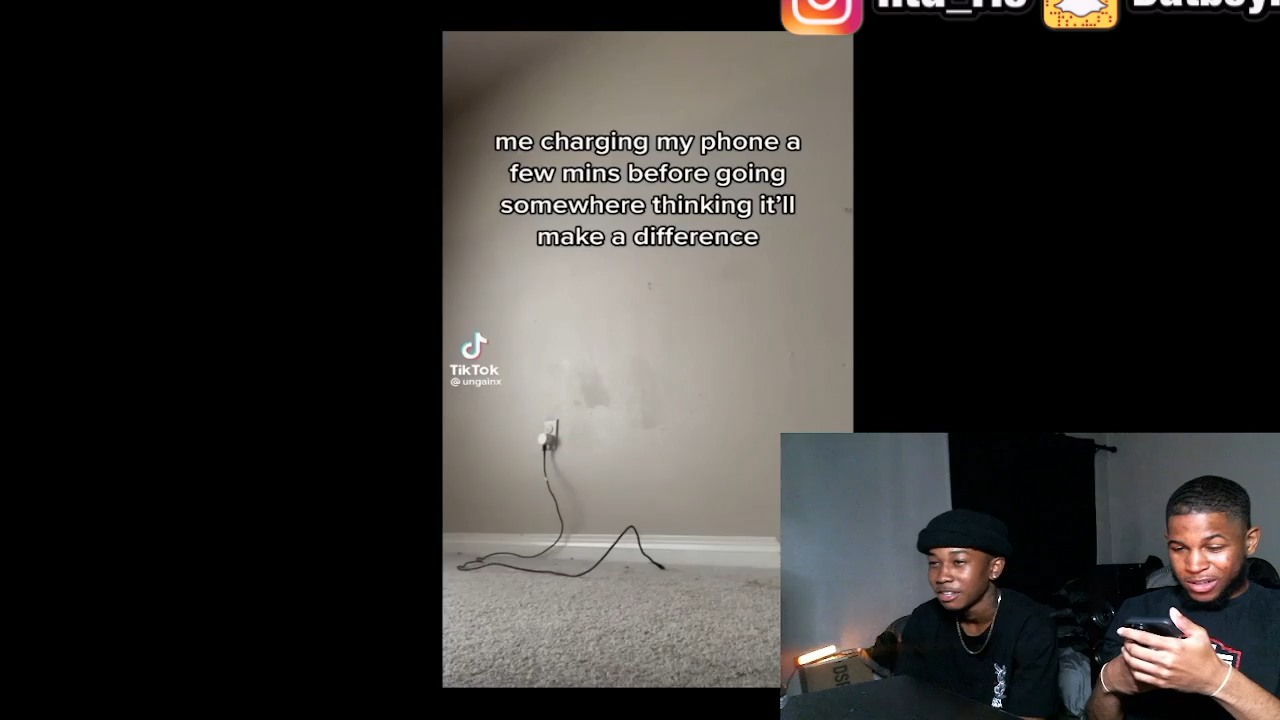 me charging my phone a
few mins before going
somewhere thinking it'll
make a difference
TikTok
@ungainx